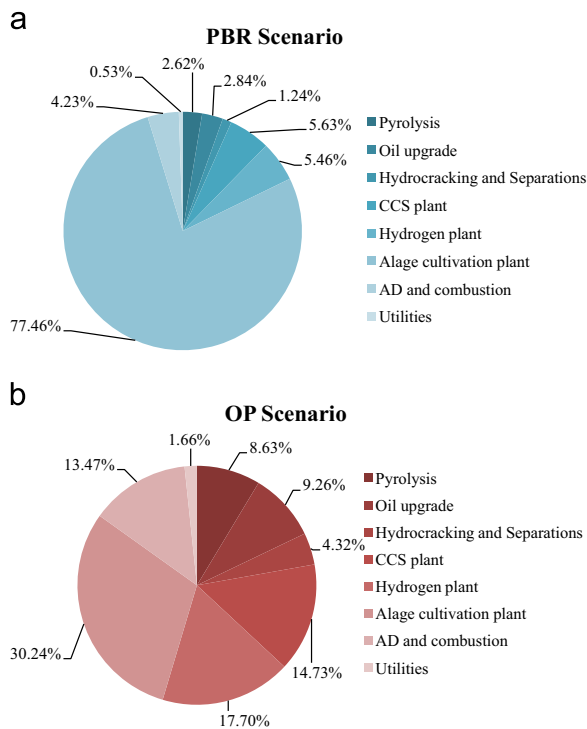 a
PBR Scenario
0.53%
2.62%
2.84%
1.24%
4.23%
5.63%
5.46%
77.46%
Pyrolysis
Oil upgrade
Hydrocracking and Separations
CCS plant
Hydrogen plant
Alage cultivation plant
AD and combustion
Utilities
b
OP Scenario
1.66%
8.63%
13.47%
9.26%
4.32%
30.24%
14.73%
17.70%
Pyrolysis
Oil upgrade
Hydrocracking and Separations
CCS plant
Hydrogen plant
Alage cultivation plant
AD and combustion
Utilities